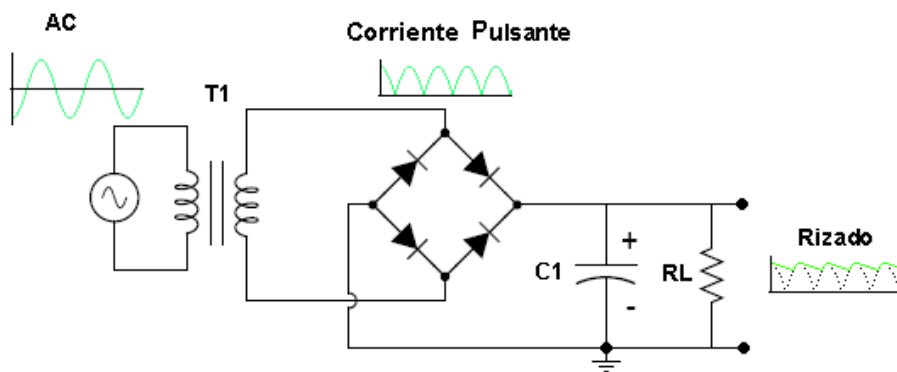 AC
Corriente Pulsante
T1
+
C1
RL
-
Rizado